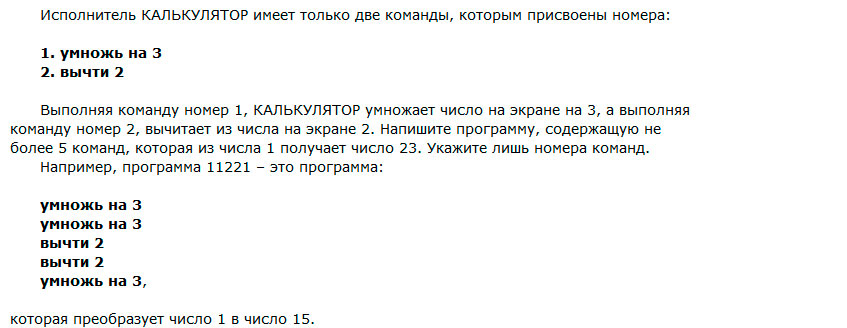 Исполнитель КАЛЬКУЛЯТОР имеет только две команды, которым присвоены номера:
1. умножь на 3
2. вычти 2
Выполняя команду номер 1, КАЛЬКУЛЯТОР умножает число на экране на 3, а выполняя
команду номер 2, вычитает из числа на экране 2. Напишите программу, содержащую не
более 5 команд, которая из числа 1 получает число 23. Укажите лишь номера команд.
Например, программа 11221 – это программа:
умножь на 3
умножь на 3
вычти 2
вычти 2
умножь на 3,
которая преобразует число 1 в число 15.